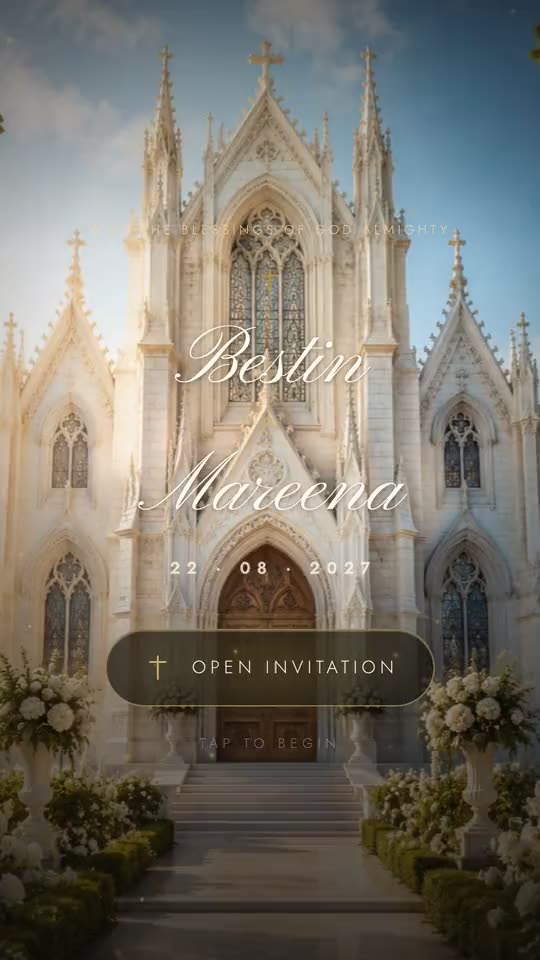 THE BLESSINGS OF GOD ALMIGHTY
Bestin
Mareena
22 · 08 · 2027
OPEN INVITATION
TAP TO BEGIN